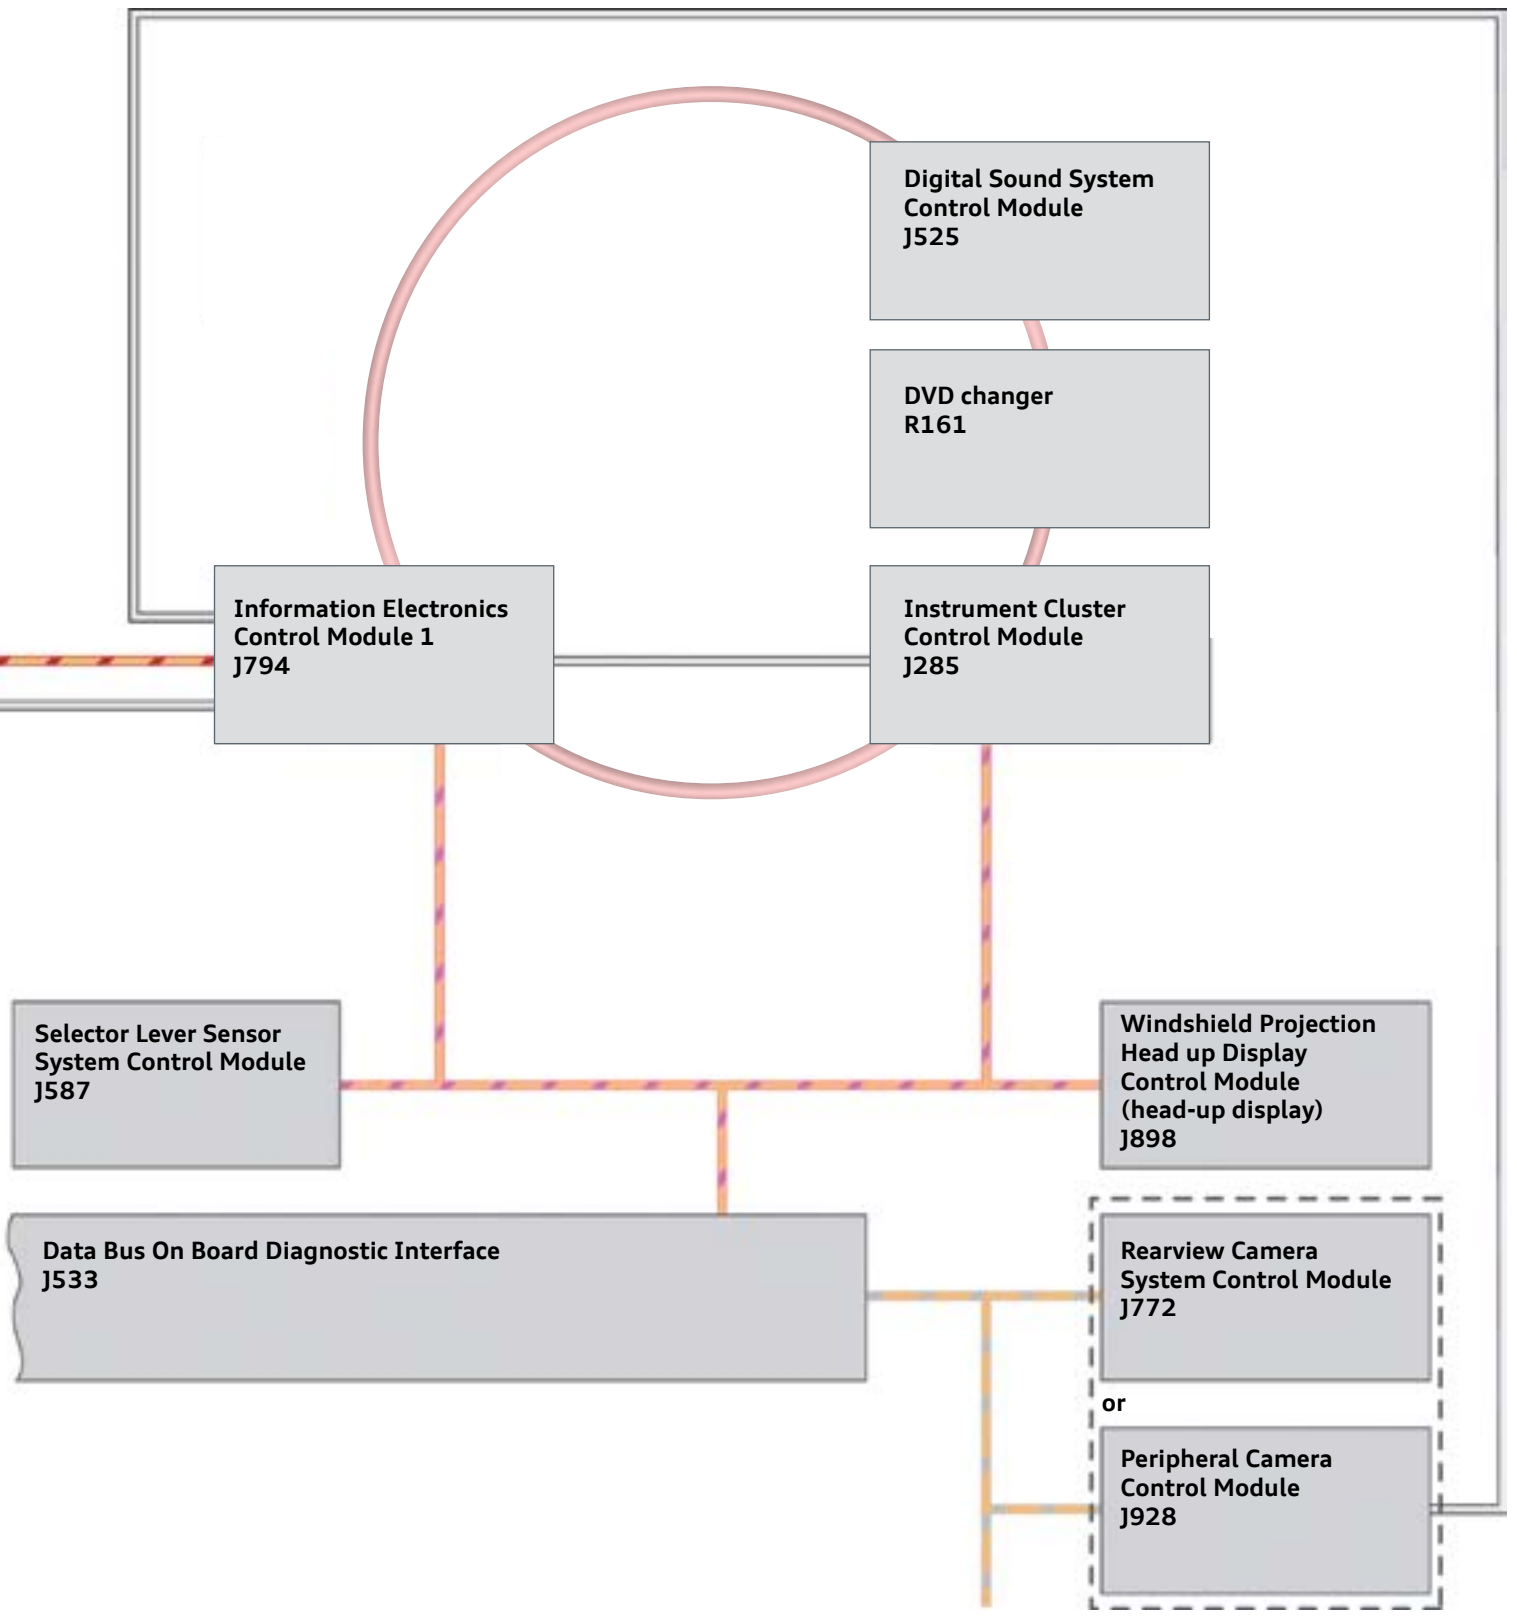 Digital Sound System
Control Module
J525
DVD changer
R161
Information Electronics
Control Module 1
J794
Instrument Cluster
Control Module
J285
Selector Lever Sensor
System Control Module
J587
Windshield Projection
Head up Display
Control Module
(head-up display)
J898
Data Bus On Board Diagnostic Interface
J533
Rearview Camera
System Control Module
J772
or
Peripheral Camera
Control Module
J928